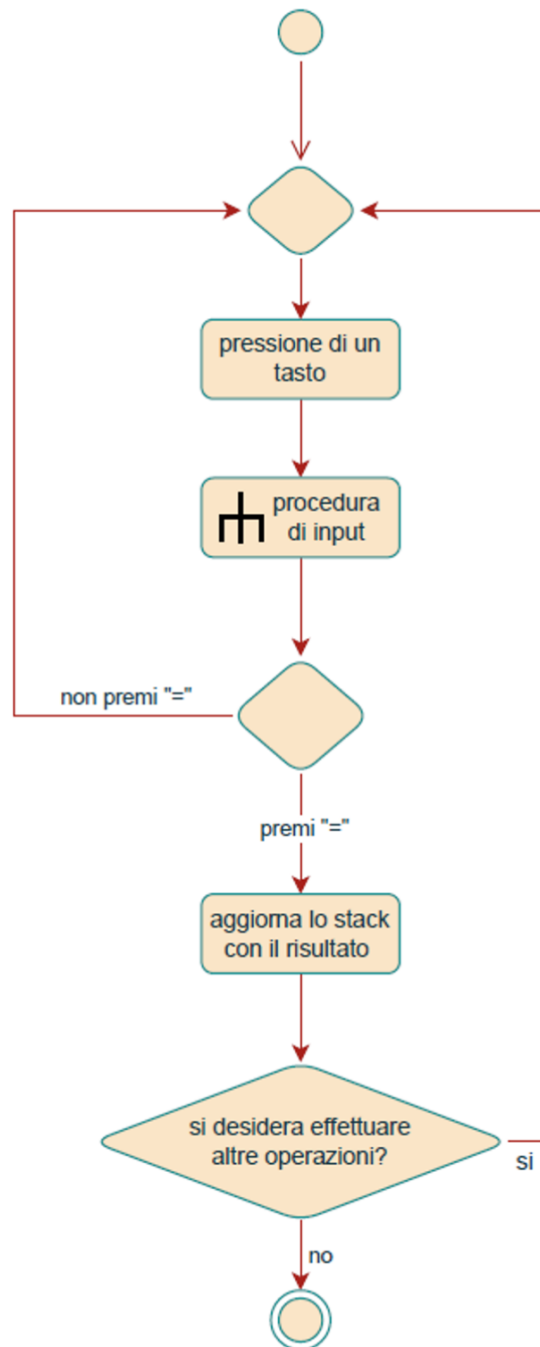 pressione di un
tasto
procedura
di input
non premi "="
premi "="
aggiorna lo stack
con il risultato
si desidera effettuare
altre operazioni?
si
no